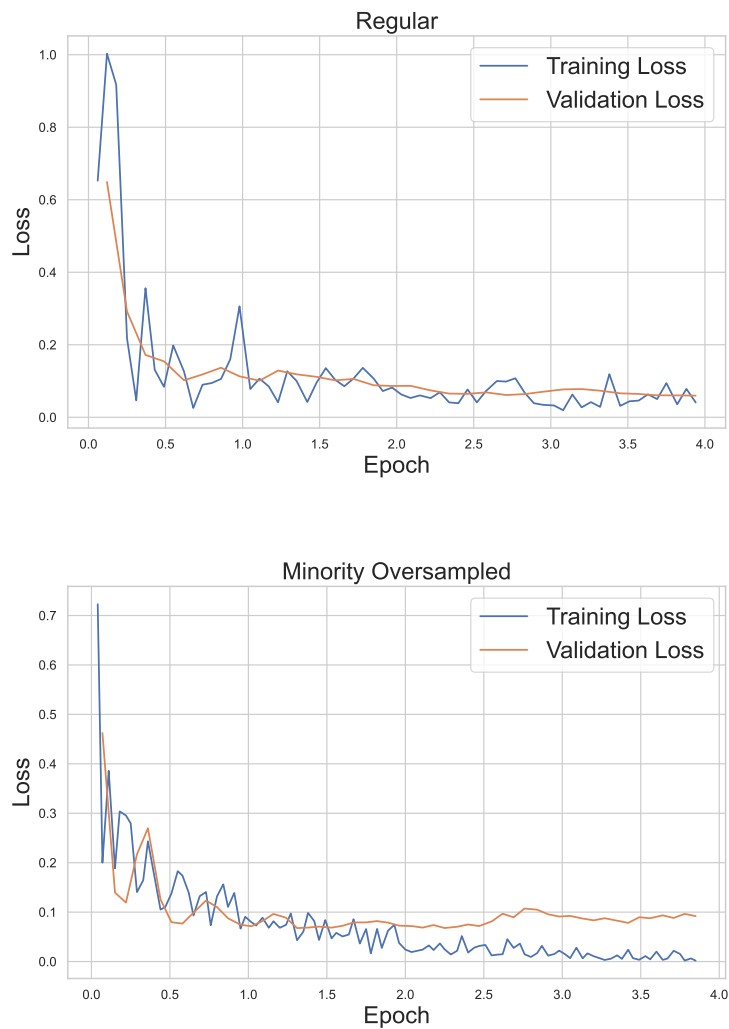 Regular
1.0
0.8
0.6
0.4
0.2
0.0
Loss
Training Loss
Validation Loss
0.0 0.5 1.0 1.5 2.0 2.5 3.0 3.5 4.0
Epoch
Minority Oversampled
0.7
0.6
0.5
0.4
0.3
0.2
0.1
0.0
Loss
Training Loss
Validation Loss
0.0 0.5 1.0 1.5 2.0 2.5 3.0 3.5 4.0
Epoch